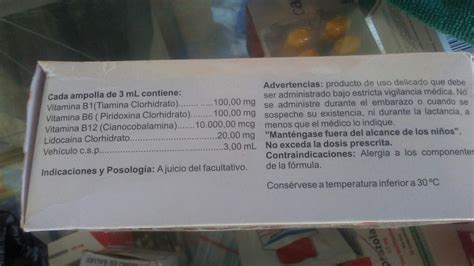 Cada ampolla de 3 mL contiene:
Vitamina B1(Tiamina Clorhidrato)..........100,00 mg
Vitamina B6 ( Piridoxina Clorhidrato).....100,00 mg
Vitamina B12 (Cianocobalamina)....10.000,00 mcg
Lidocaina Clorhidrato.............................20,00 mg
Vehículo c.s.p.........................................3,00 mL
Indicaciones y Posología: A juicio del facultativo.
Advertencias: producto de uso delicado que debe
ser administrado bajo estricta vigilancia médica. No
se administre durante el embarazo o cuando se
sospeche su existencia, ni durante la lactancia, a
menos que el médico lo indique.
"Manténgase fuera del alcance de los niños".
No exceda la dosis prescrita.
Contraindicaciones: Alergia a los componentes
de la fórmula.
Consérvese a temperatura inferior a 30 ºC